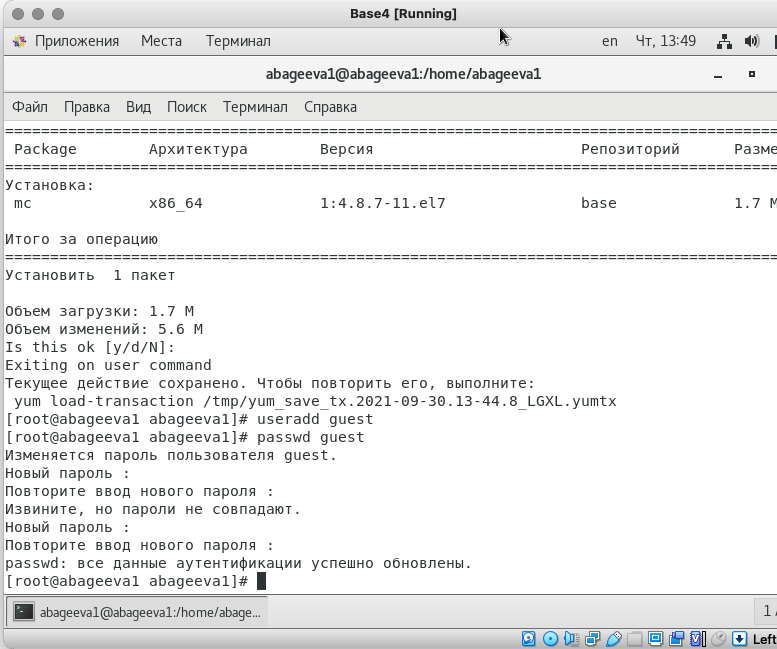 Base4 [Running]
Приложения Места Терминал en Чт, 13:49
abageeva1@abageeva1:/home/abageeva1
Файл Правка Вид Поиск Терминал Справка
================================================================================
Package Архитектура Версия Репозиторий Разме
================================================================================
Установка:
mc x86_64 1:4.8.7-11.el7 base 1.7 M
Итого за операцию
================================================================================
Установить 1 пакет
Объем загрузки: 1.7 M
Объем изменений: 5.6 M
Is this ok [y/d/N]:
Exiting on user command
Текущее действие сохранено. Чтобы повторить его, выполните:
yum load-transaction /tmp/yum_save_tx.2021-09-30.13-44.8_LGXL.yumtx
[root@abageeva1 abageeva1]# useradd guest
[root@abageeva1 abageeva1]# passwd guest
Изменяется пароль пользователя guest.
Новый пароль :
Повторите ввод нового пароля :
Извините, но пароли не совпадают.
Новый пароль :
Повторите ввод нового пароля :
passwd: все данные аутентификации успешно обновлены.
[root@abageeva1 abageeva1]#
abageeva1@abageeva1:/home/abage... 1
Left